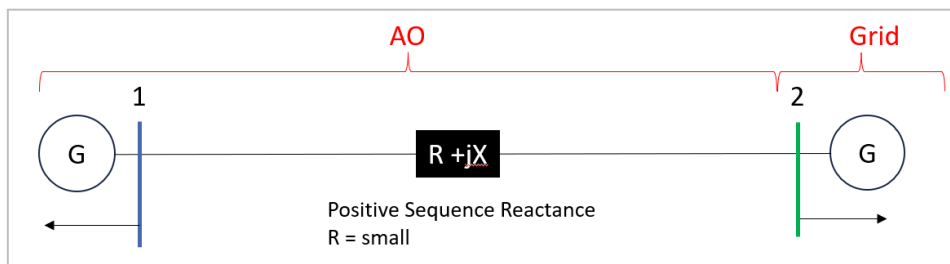 AO
Grid
1
2
G
R +jX
G
Positive Sequence Reactance
R = small